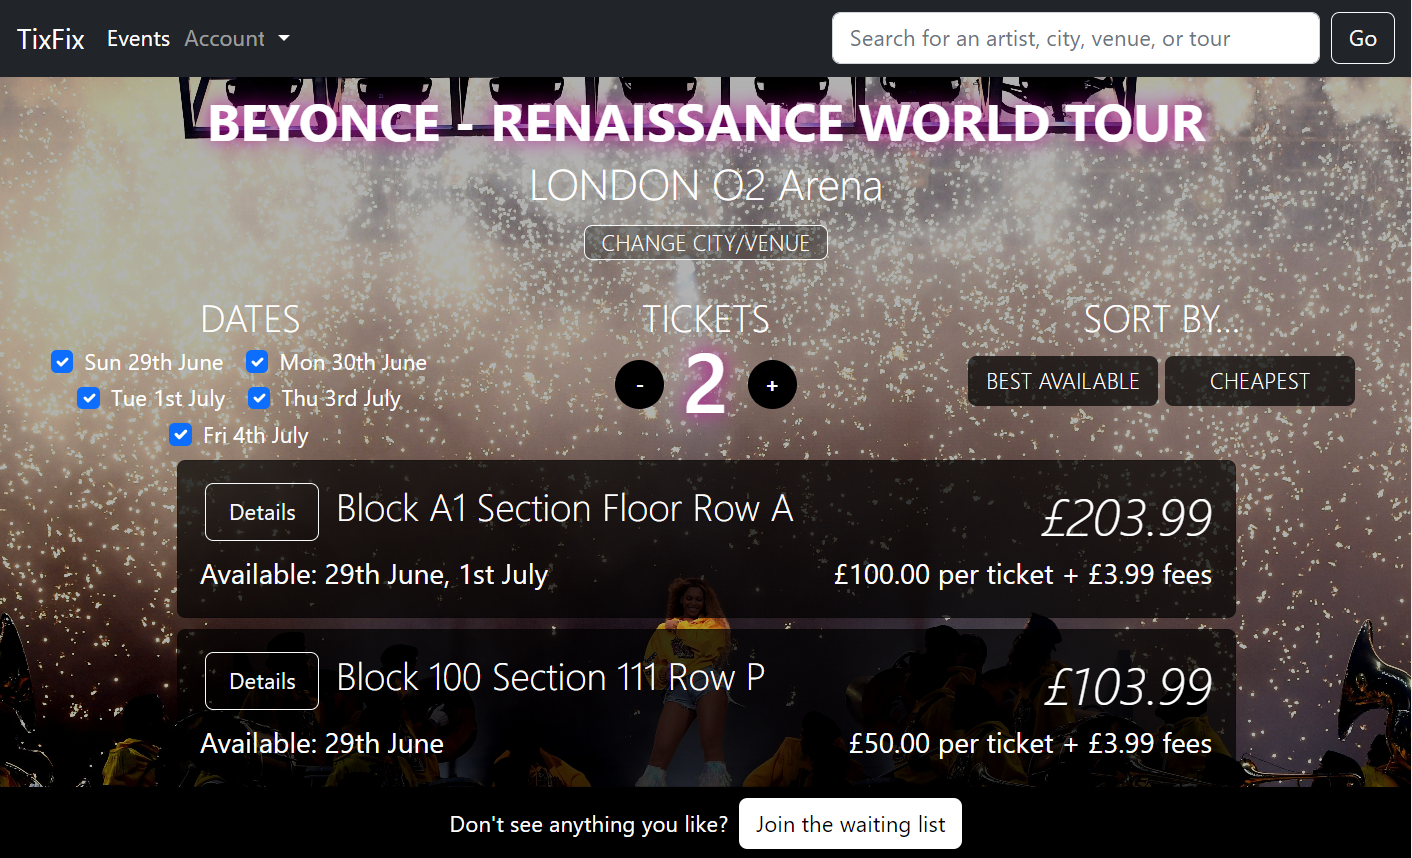 TixFix Events Account Search for an artist, city, venue, or tour Go
BEYONCE - RENAISSANCE WORLD TOUR
LONDON O2 Arena
CHANGE CITY/VENUE
DATES
Sun 29th June Mon 30th June
Tue 1st July Thu 3rd July
Fri 4th July
TICKETS
- 2 +
SORT BY...
BEST AVAILABLE CHEAPEST
Details Block A1 Section Floor Row A £203.99
Available: 29th June, 1st July £100.00 per ticket + £3.99 fees
Details Block 100 Section 111 Row P £103.99
Available: 29th June £50.00 per ticket + £3.99 fees
Don't see anything you like? Join the waiting list